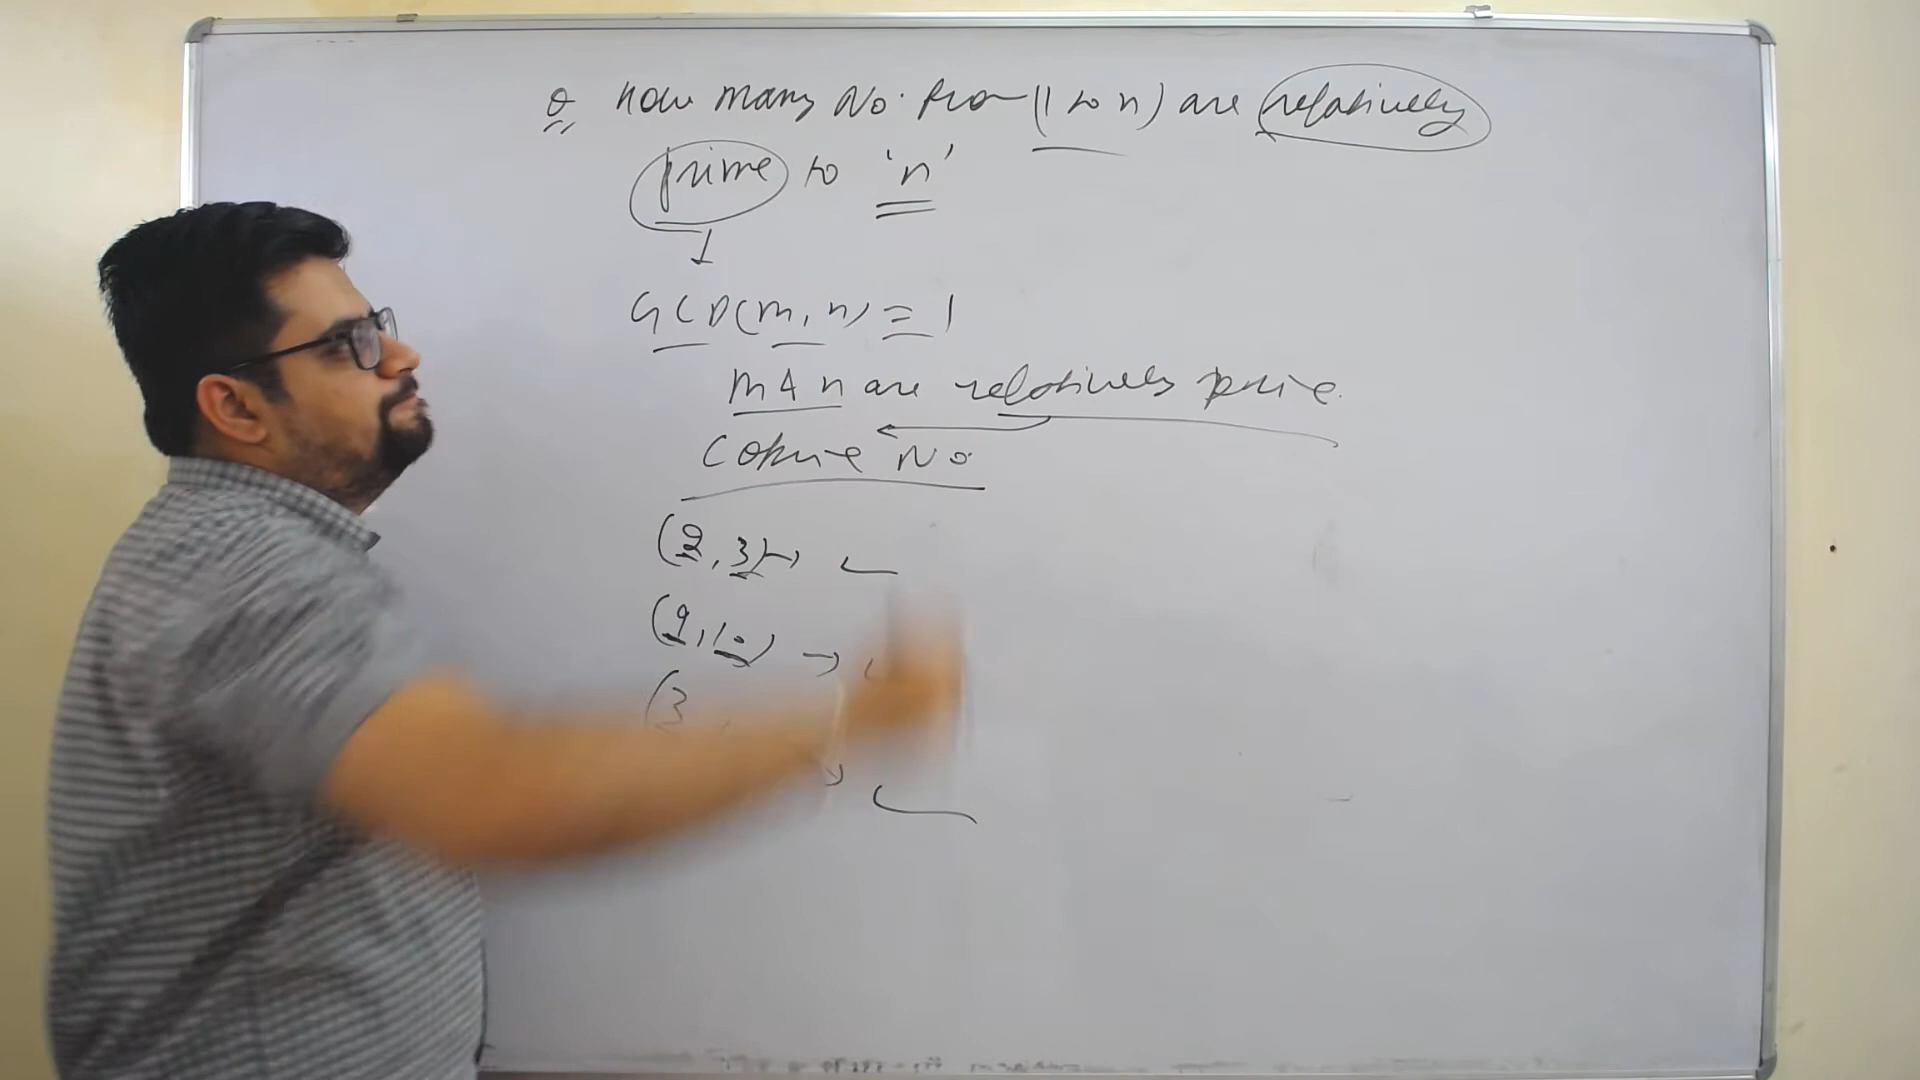 Q How many No. from (1 to n) are relatively
prime to 'n'
GCD(m, n) = 1
m & n are relatively prime.
Coprime No.
(2, 3) →
(9, 10) →
(3